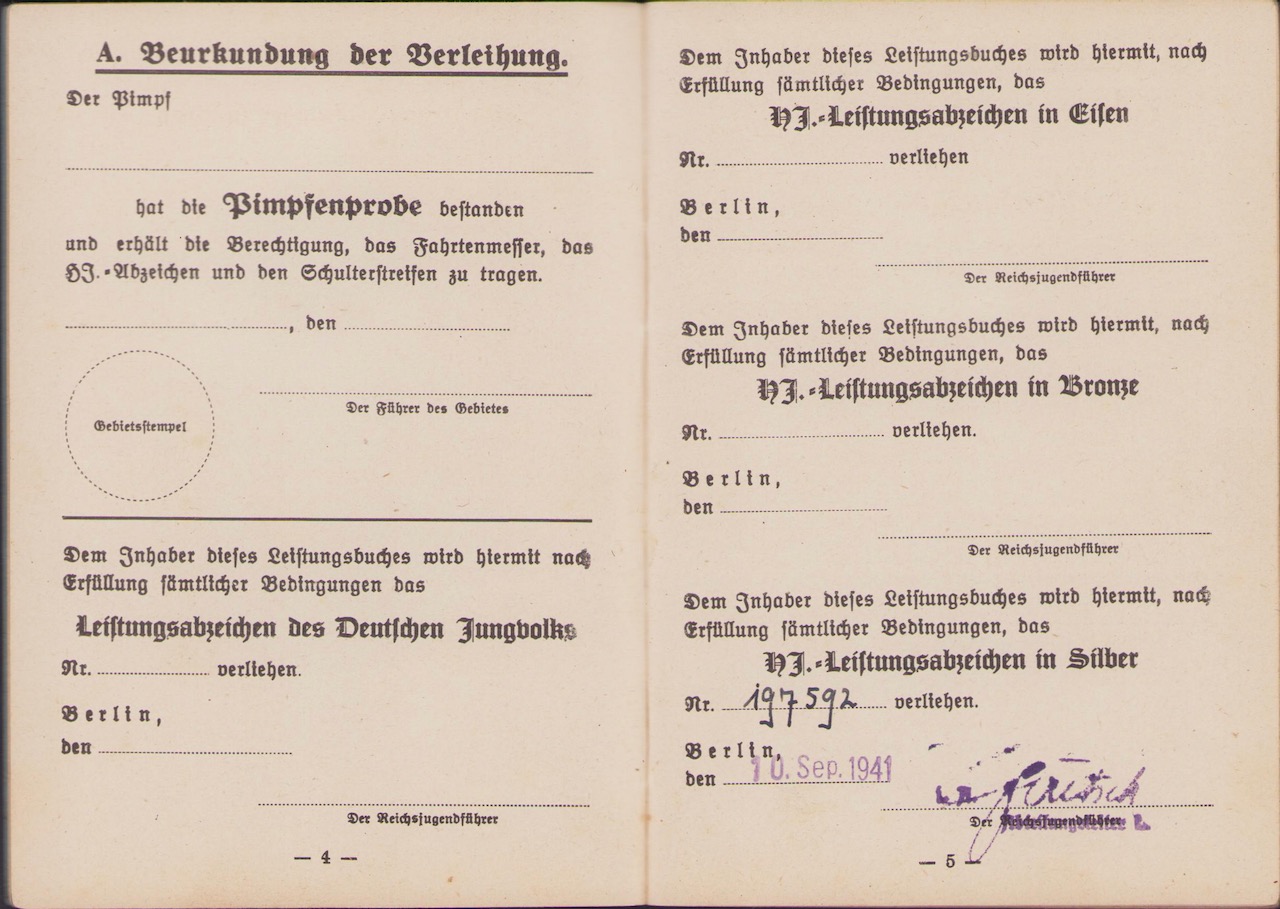 A. Beurkundung der Verleihung.
Der Pimpf
hat die Pimpfenprobe bestanden
und erhält die Berechtigung, das Fahrtenmesser, das
HJ.-Abzeichen und den Schulterstreifen zu tragen.
, den
Gebietsstempel
Der Führer des Gebietes
Dem Inhaber dieses Leistungsbuches wird hiermit nach
Erfüllung sämtlicher Bedingungen das
Leistungsabzeichen des Deutschen Jungvolks
Nr. verliehen.
Berlin,
den
Der Reichsjugendführer
— 4 —
Dem Inhaber dieses Leistungsbuches wird hiermit, nach
Erfüllung sämtlicher Bedingungen, das
HJ.-Leistungsabzeichen in Eisen
Nr. verliehen
Berlin,
den
Der Reichsjugendführer
Dem Inhaber dieses Leistungsbuches wird hiermit, nach
Erfüllung sämtlicher Bedingungen, das
HJ.-Leistungsabzeichen in Bronze
Nr. verliehen.
Berlin,
den
Der Reichsjugendführer
Dem Inhaber dieses Leistungsbuches wird hiermit, nach
Erfüllung sämtlicher Bedingungen, das
HJ.-Leistungsabzeichen in Silber
Nr. 197592 verliehen.
Berlin,
den 10. Sep. 1941
Der Reichsjugendführer
— 5 —